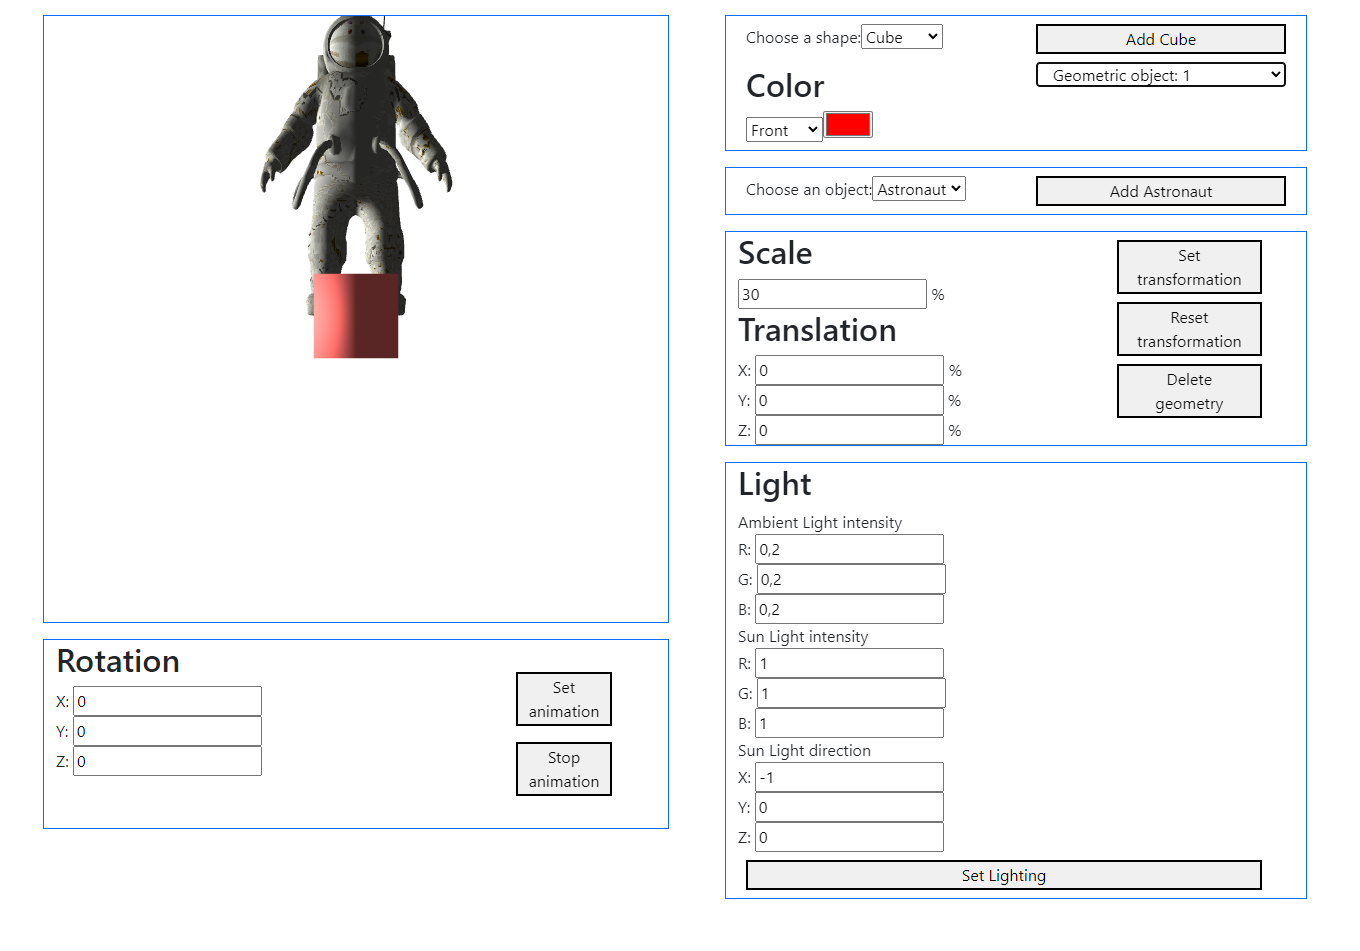 Choose a shape: Cube
Add Cube
Geometric object: 1
Color
Front
Choose an object: Astronaut
Add Astronaut
Scale
30 %
Translation
X: 0 %
Y: 0 %
Z: 0 %
Set
transformation
Reset
transformation
Delete
geometry
Light
Ambient Light intensity
R: 0,2
G: 0,2
B: 0,2
Sun Light intensity
R: 1
G: 1
B: 1
Sun Light direction
X: -1
Y: 0
Z: 0
Set Lighting
Rotation
X: 0
Y: 0
Z: 0
Set
animation
Stop
animation